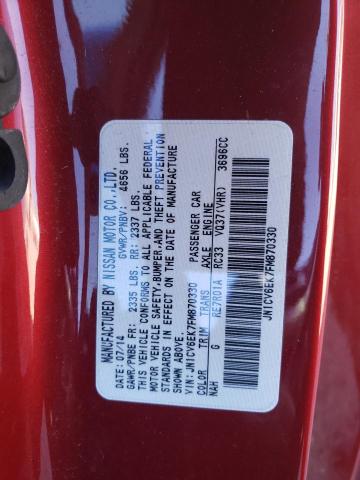 MANUFACTURED BY NISSAN MOTOR CO.,LTD.
DATE: 07/14 GVWR/PNBV: 4656 LBS.
GAWR/PNBE FR: 2335 LBS. RR: 2337 LBS.
THIS VEHICLE CONFORMS TO ALL APPLICABLE FEDERAL
MOTOR VEHICLE SAFETY,BUMPER,AND THEFT PREVENTION
STANDARDS IN EFFECT ON THE DATE OF MANUFACTURE
SHOWN ABOVE.
VIN:JN1CV6EK7FM870330 PASSENGER CAR
COLOR TRIM TRANS AXLE ENGINE
NAH G RE7R01A RC33 VQ37(VHR) 3696CC
JN1CV6EK7FM870330